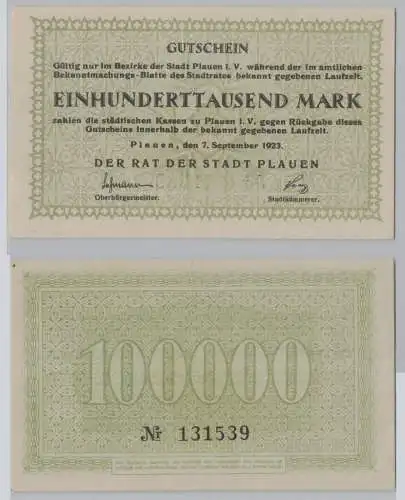 GUTSCHEIN
Gültig nur im Bezirke der Stadt Plauen i. V. während der im amtlichen
Bekanntmachungs-Blatte des Stadtrates bekannt gegebenen Laufzeit.
EINHUNDERTTAUSEND MARK
zahlen die städtischen Kassen zu Plauen i. V. gegen Rückgabe dieses
Gutscheins innerhalb der bekannt gegebenen Laufzeit.
Plauen, den 7. September 1923.
DER RAT DER STADT PLAUEN
Oberbürgermeister. Stadtkämmerer.
100000
Nr 131539